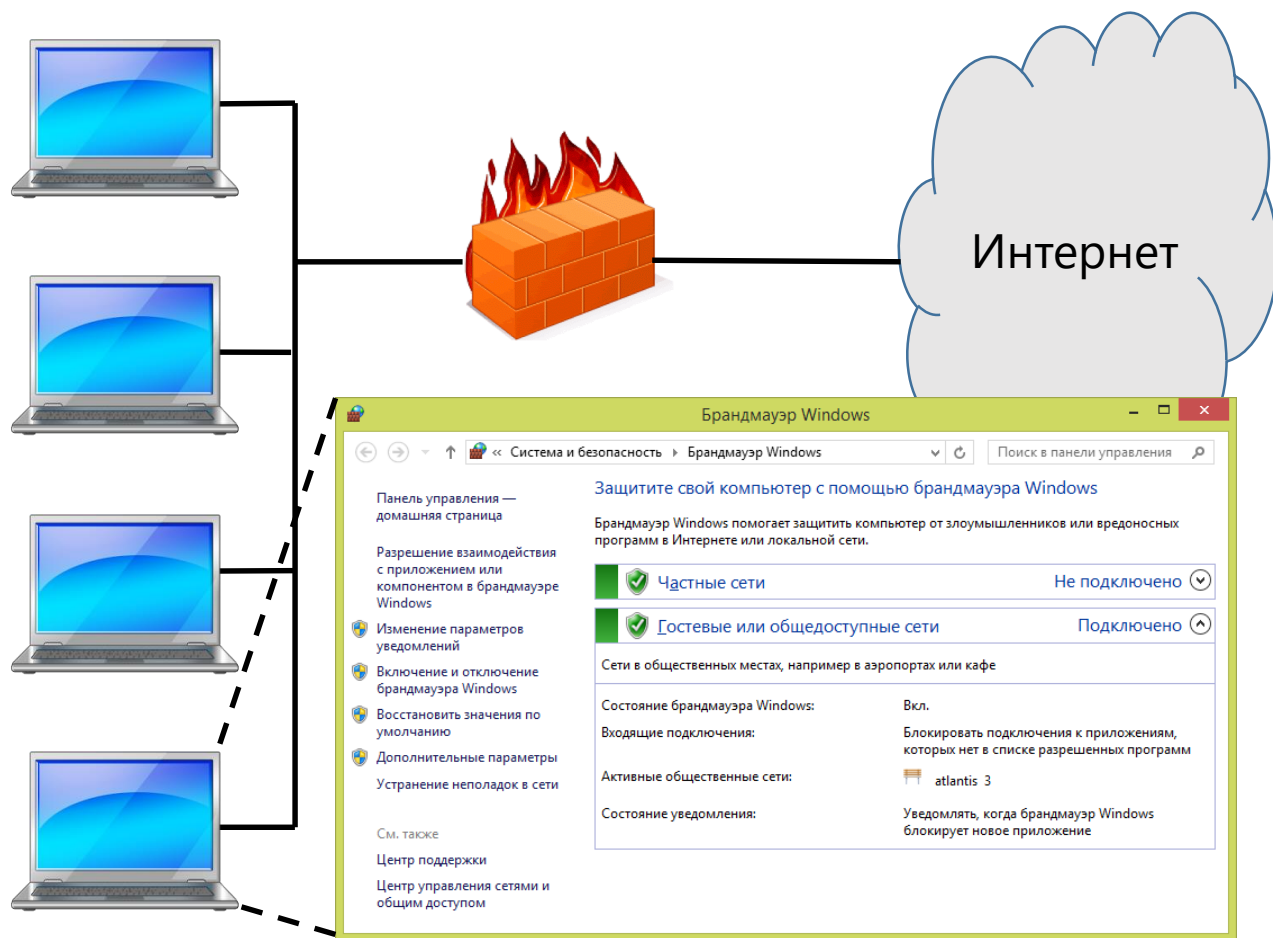 Интернет
Брандмауэр Windows
« Система и безопасность ▸ Брандмауэр Windows
Поиск в панели управления
Панель управления —
домашняя страница
Разрешение взаимодействия
с приложением или
компонентом в брандмауэре
Windows
Изменение параметров
уведомлений
Включение и отключение
брандмауэра Windows
Восстановить значения по
умолчанию
Дополнительные параметры
Устранение неполадок в сети
См. также
Центр поддержки
Центр управления сетями и
общим доступом
Защитите свой компьютер с помощью брандмауэра Windows
Брандмауэр Windows помогает защитить компьютер от злоумышленников или вредоносных
программ в Интернете или локальной сети.
Частные сети Не подключено
Гостевые или общедоступные сети Подключено
Сети в общественных местах, например в аэропортах или кафе
Состояние брандмауэра Windows: Вкл.
Входящие подключения: Блокировать подключения к приложениям,
которых нет в списке разрешенных программ
Активные общественные сети: atlantis 3
Состояние уведомления: Уведомлять, когда брандмауэр Windows
блокирует новое приложение